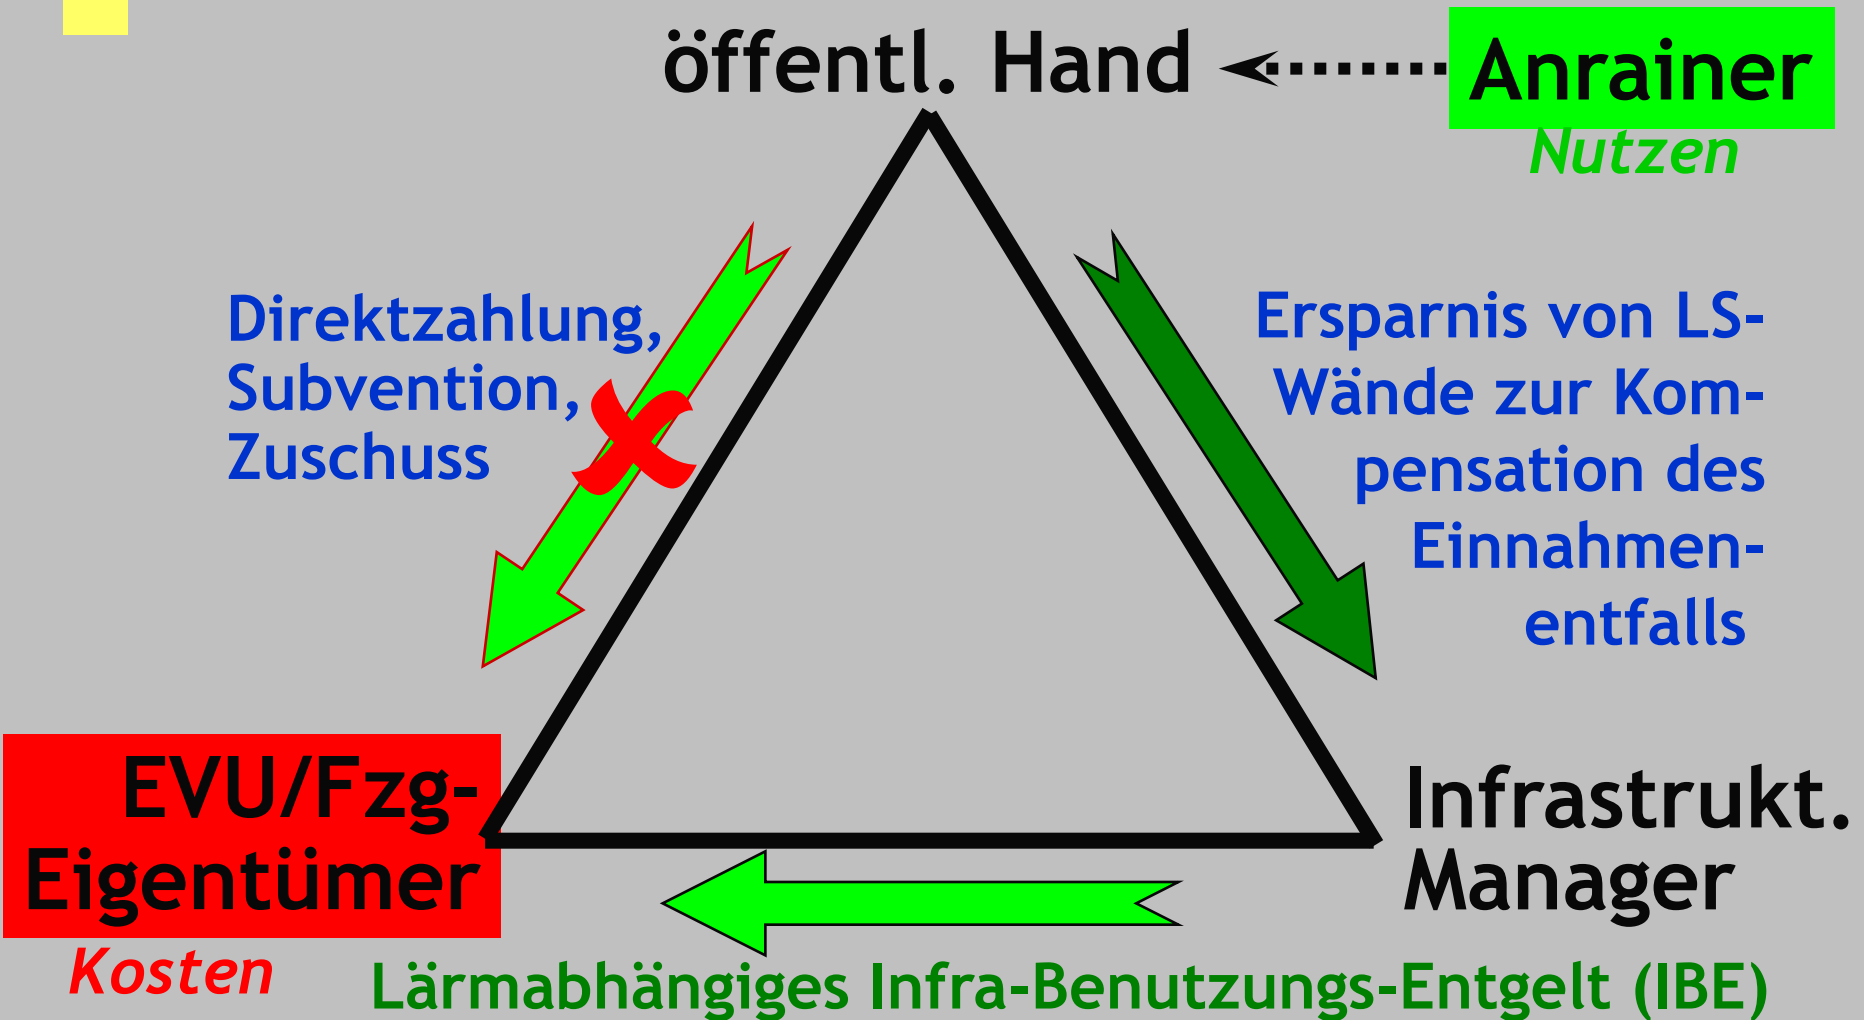 öffentl. Hand
Anrainer
Nutzen
Direktzahlung,
Subvention,
Zuschuss
Ersparnis von LS-
Wände zur Kom-
pensation des
Einnahmen-
entfalls
EVU/Fzg-
Eigentümer
Kosten
Infrastrukt.
Manager
Lärmabhängiges Infra-Benutzungs-Entgelt (IBE)